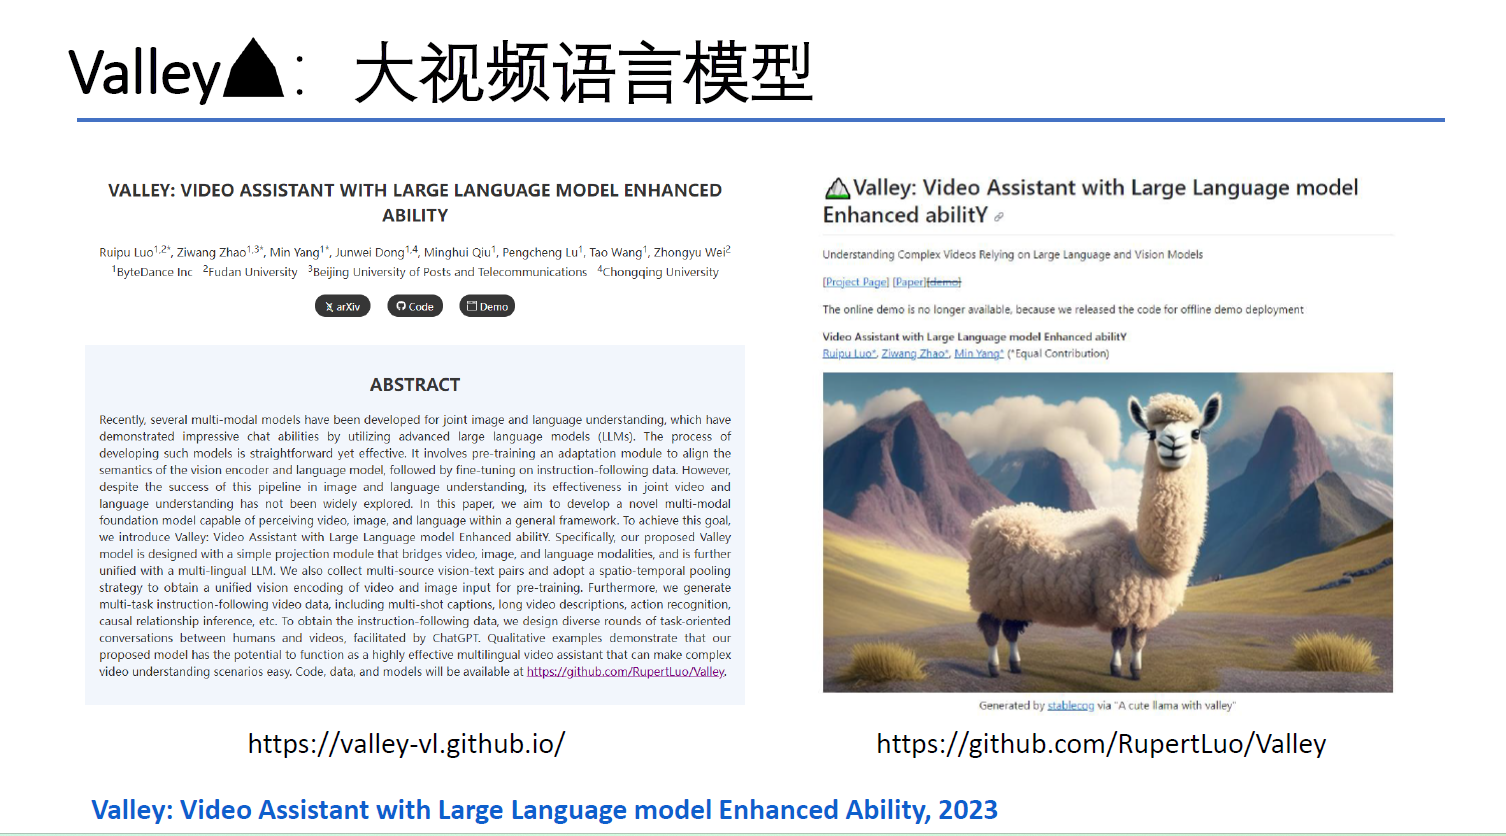 Valley▲： 大视频语言模型
VALLEY: VIDEO ASSISTANT WITH LARGE LANGUAGE MODEL ENHANCED
ABILITY
Ruipu Luo1,2*, Ziwang Zhao1,3*, Min Yang1*, Junwei Dong1,4, Minghui Qiu1, Pengcheng Lu1, Tao Wang1, Zhongyu Wei2
1ByteDance Inc 2Fudan University 3Beijing University of Posts and Telecommunications 4Chongqing University
arXiv Code Demo
ABSTRACT
Recently, several multi-modal models have been developed for joint image and language understanding, which have
demonstrated impressive chat abilities by utilizing advanced large language models (LLMs). The process of
developing such models is straightforward yet effective. It involves pre-training an adaptation module to align the
semantics of the vision encoder and language model, followed by fine-tuning on instruction-following data. However,
despite the success of this pipeline in image and language understanding, its effectiveness in joint video and
language understanding has not been widely explored. In this paper, we aim to develop a novel multi-modal
foundation model capable of perceiving video, image, and language within a general framework. To achieve this goal,
we introduce Valley: Video Assistant with Large Language model Enhanced abilitY. Specifically, our proposed Valley
model is designed with a simple projection module that bridges video, image, and language modalities, and is further
unified with a multi-lingual LLM. We also collect multi-source vision-text pairs and adopt a spatio-temporal pooling
strategy to obtain a unified vision encoding of video and image input for pre-training. Furthermore, we generate
multi-task instruction-following video data, including multi-shot captions, long video descriptions, action recognition,
causal relationship inference, etc. To obtain the instruction-following data, we design diverse rounds of task-oriented
conversations between humans and videos, facilitated by ChatGPT. Qualitative examples demonstrate that our
proposed model has the potential to function as a highly effective multilingual video assistant that can make complex
video understanding scenarios easy. Code, data, and models will be available at https://github.com/RupertLuo/Valley.
https://valley-vl.github.io/
Valley: Video Assistant with Large Language model
Enhanced abilitY
Understanding Complex Videos Relying on Large Language and Vision Models
[Project Page] [Paper][demo]
The online demo is no longer available, because we released the code for offline demo deployment
Video Assistant with Large Language model Enhanced abilitY
Ruipu Luo*, Ziwang Zhao*, Min Yang* (*Equal Contribution)
Generated by stablecog via "A cute llama with valley"
https://github.com/RupertLuo/Valley
Valley: Video Assistant with Large Language model Enhanced Ability, 2023